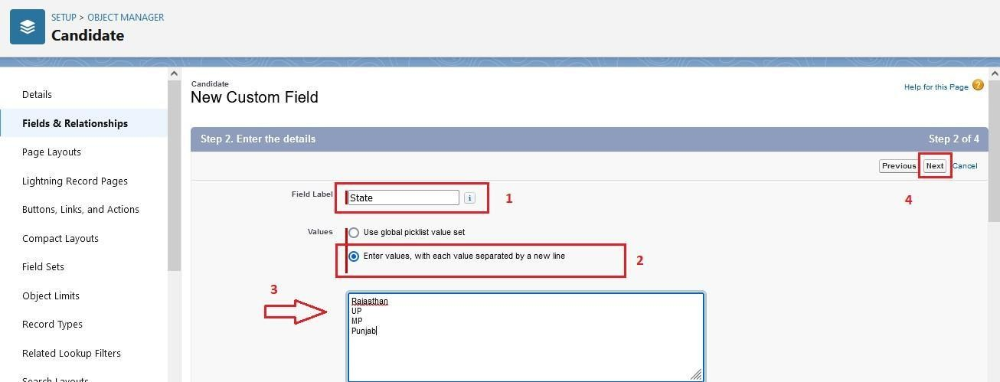 SETUP > OBJECT MANAGER
Candidate
Details
Fields & Relationships
Page Layouts
Lightning Record Pages
Buttons, Links, and Actions
Compact Layouts
Field Sets
Object Limits
Record Types
Related Lookup Filters
Search Layouts
Candidate
New Custom Field
Help for this Page ?
Step 2. Enter the details Step 2 of 4
Previous Next Cancel
4
Field Label State i 1
Values Use global picklist value set
Enter values, with each value separated by a new line 2
3
Rajasthan
UP
MP
Punjab